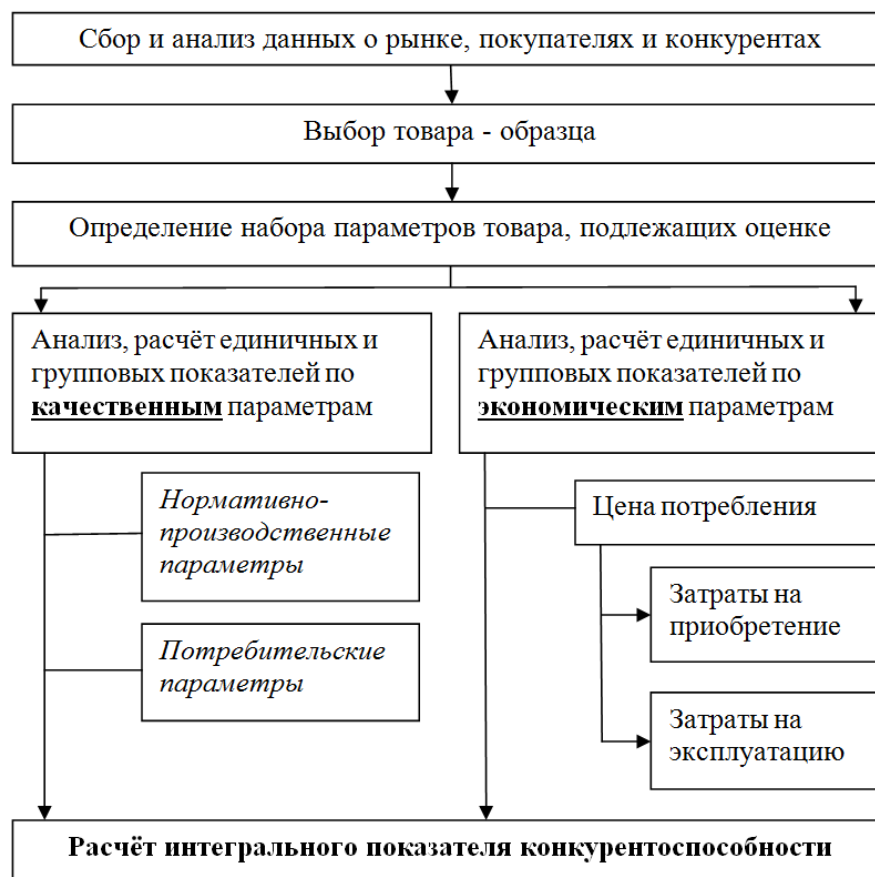 Сбор и анализ данных о рынке, покупателях и конкурентах
Выбор товара - образца
Определение набора параметров товара, подлежащих оценке
Анализ, расчёт единичных и
групповых показателей по
качественным параметрам
Анализ, расчёт единичных и
групповых показателей по
экономическим параметрам
Нормативно-
производственные
параметры
Потребительские
параметры
Цена потребления
Затраты на
приобретение
Затраты на
эксплуатацию
Расчёт интегрального показателя конкурентоспособности